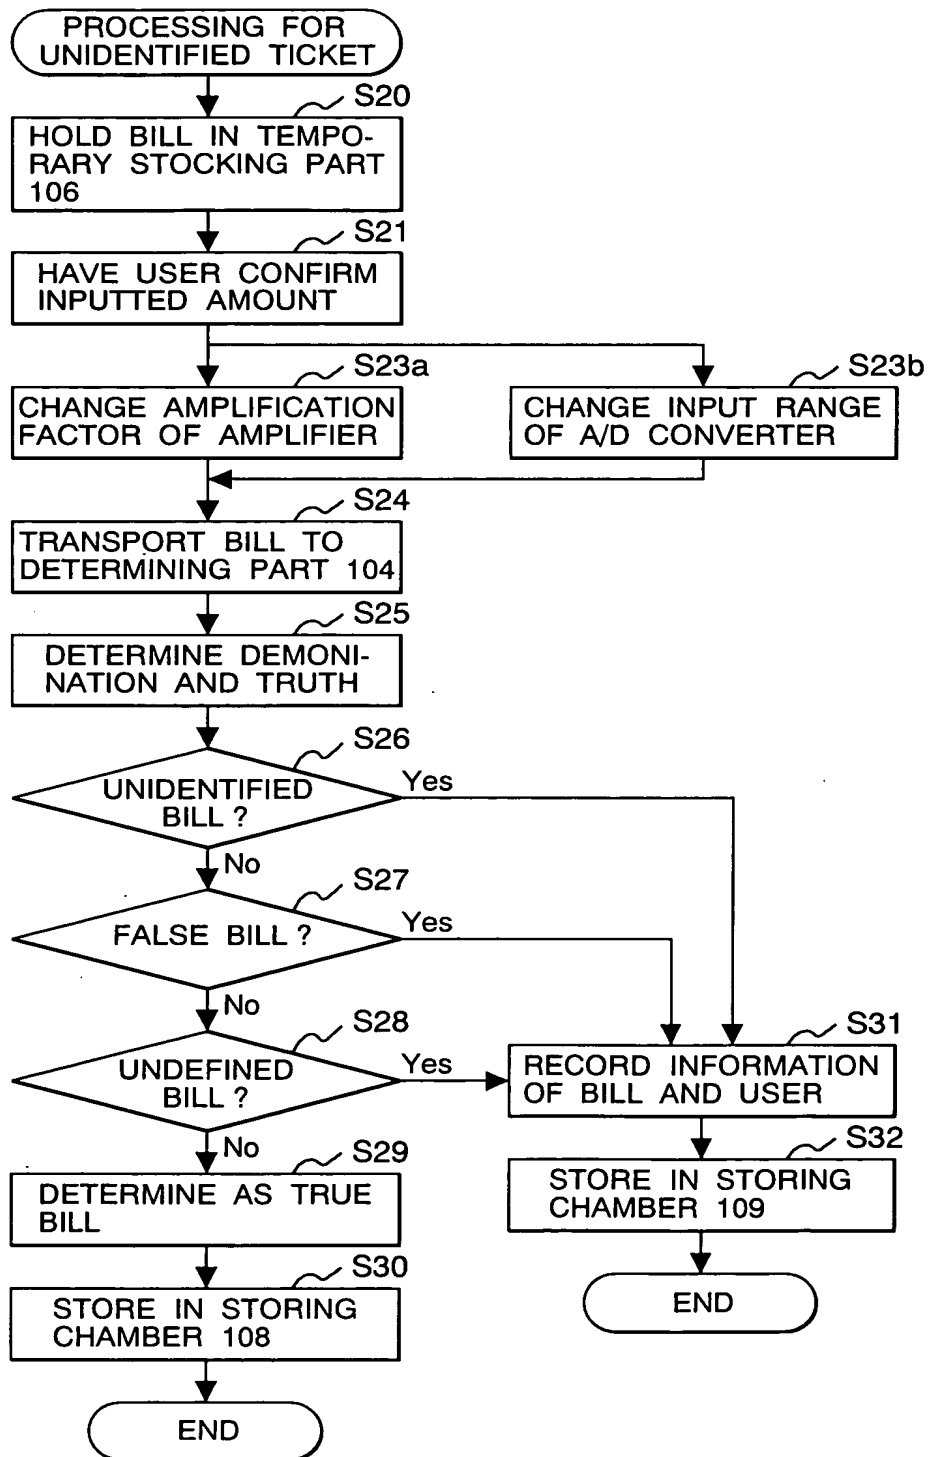 PROCESSING FOR
UNIDENTIFIED TICKET
S20
HOLD BILL IN TEMPO-
RARY STOCKING PART
106
S21
HAVE USER CONFIRM
INPUTTED AMOUNT
S23a
CHANGE AMPLIFICATION
FACTOR OF AMPLIFIER
S23b
CHANGE INPUT RANGE
OF A/D CONVERTER
S24
TRANSPORT BILL TO
DETERMINING PART 104
S25
DETERMINE DEMONI-
NATION AND TRUTH
S26
UNIDENTIFIED
BILL ?
Yes
No
S27
FALSE BILL ?
Yes
No
S28
UNDEFINED
BILL ?
Yes
No
S31
RECORD INFORMATION
OF BILL AND USER
S32
STORE IN STORING
CHAMBER 109
END
S29
DETERMINE AS TRUE
BILL
S30
STORE IN STORING
CHAMBER 108
END